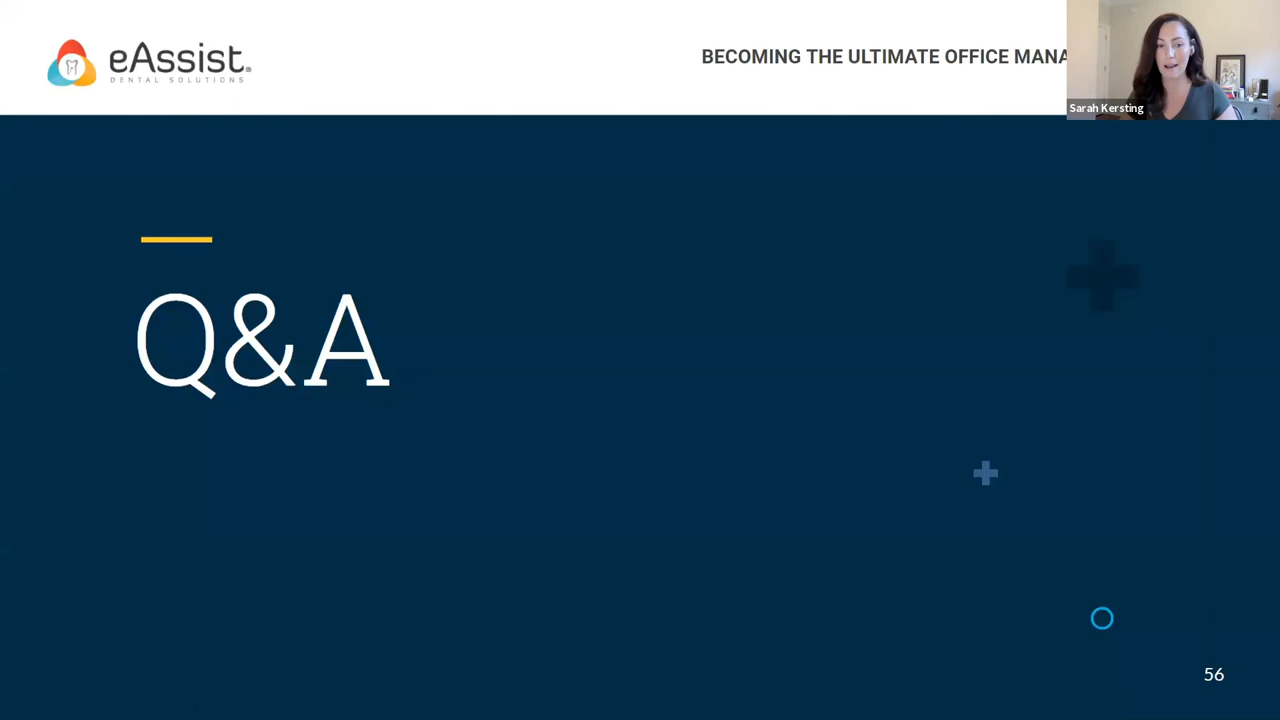 eAssist®
DENTAL SOLUTIONS
BECOMING THE ULTIMATE OFFICE MANA
Sarah Kersting
Q&A
56